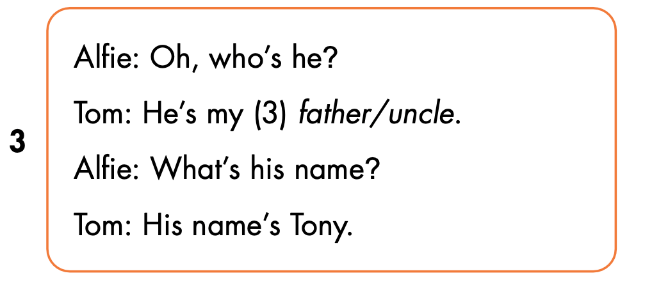 3
Alfie: Oh, who's he?
Tom: He's my (3) father/uncle.
Alfie: What's his name?
Tom: His name's Tony.